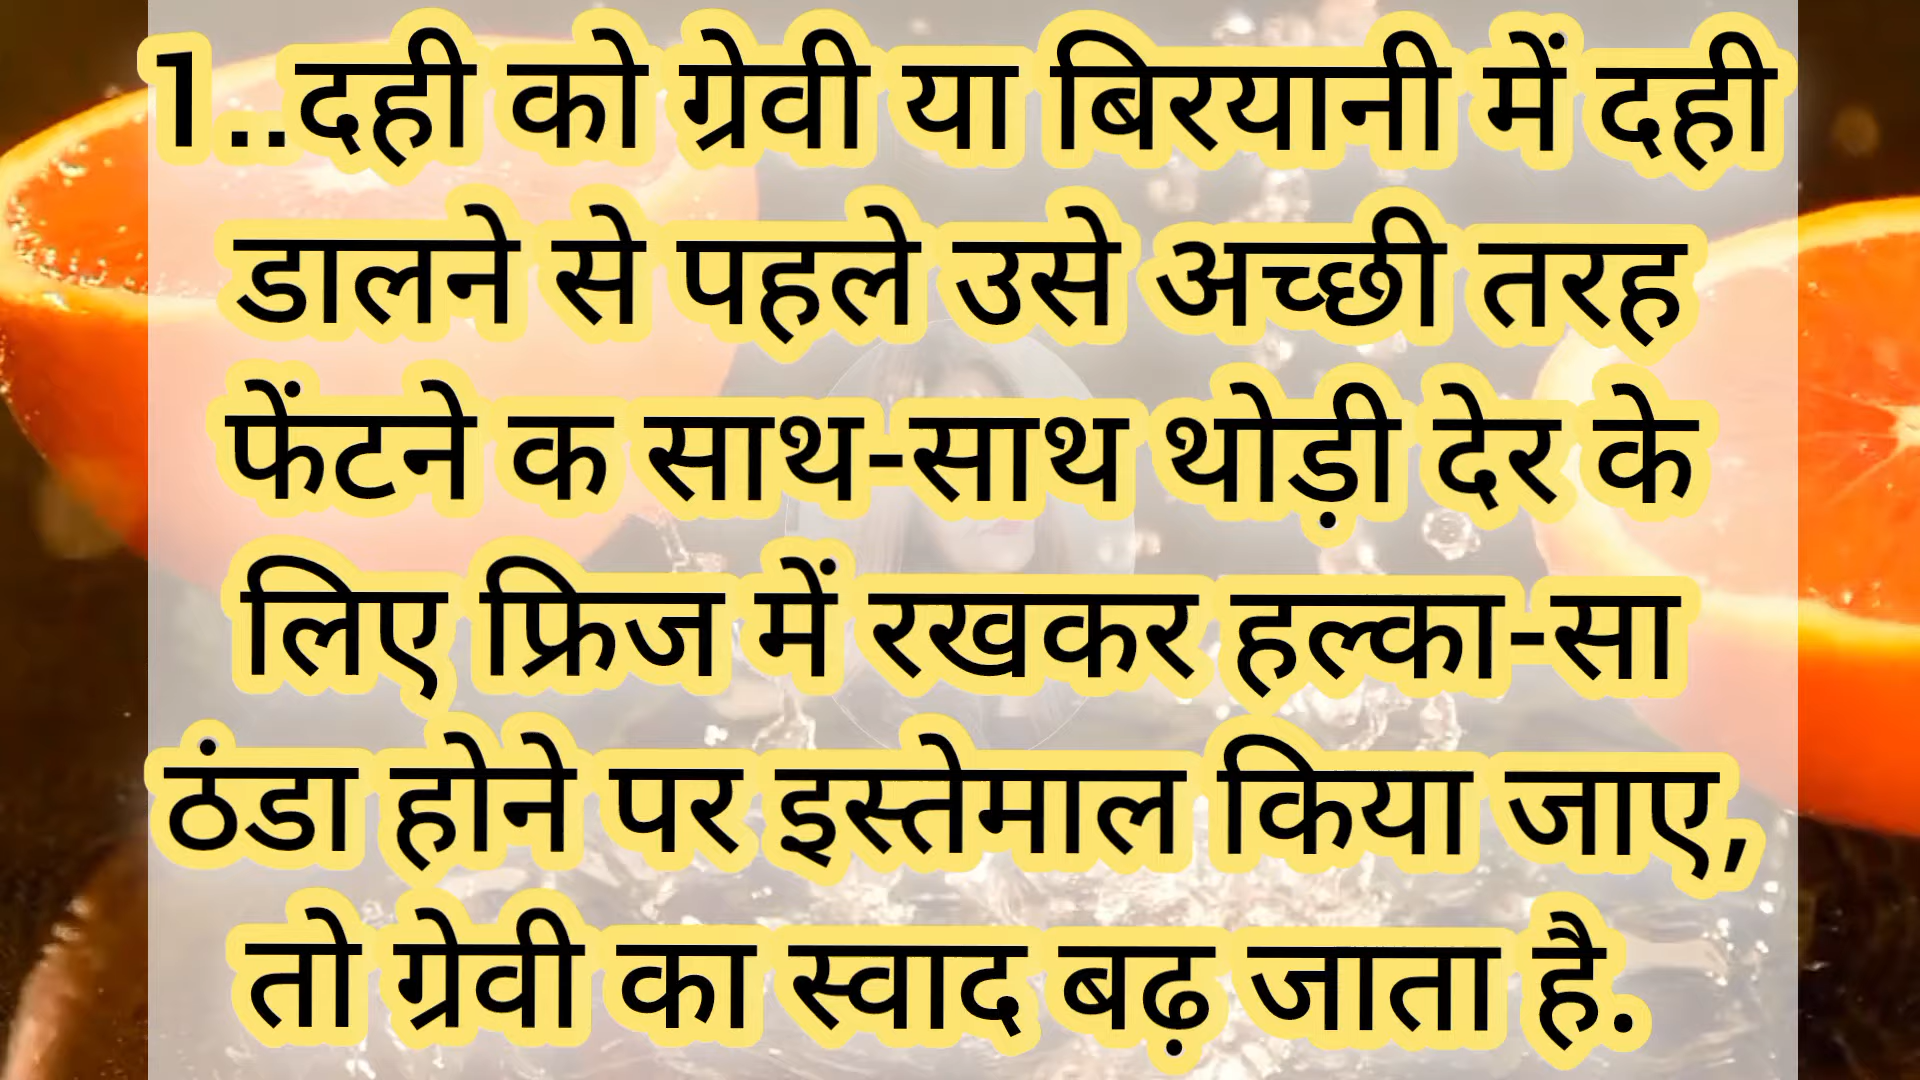 1..दही को ग्रेवी या बिरयानी में दही
डालने से पहले उसे अच्छी तरह
फेंटने क साथ-साथ थोड़ी देर के
लिए फ्रिज में रखकर हल्का-सा
ठंडा होने पर इस्तेमाल किया जाए,
तो ग्रेवी का स्वाद बढ़ जाता है.